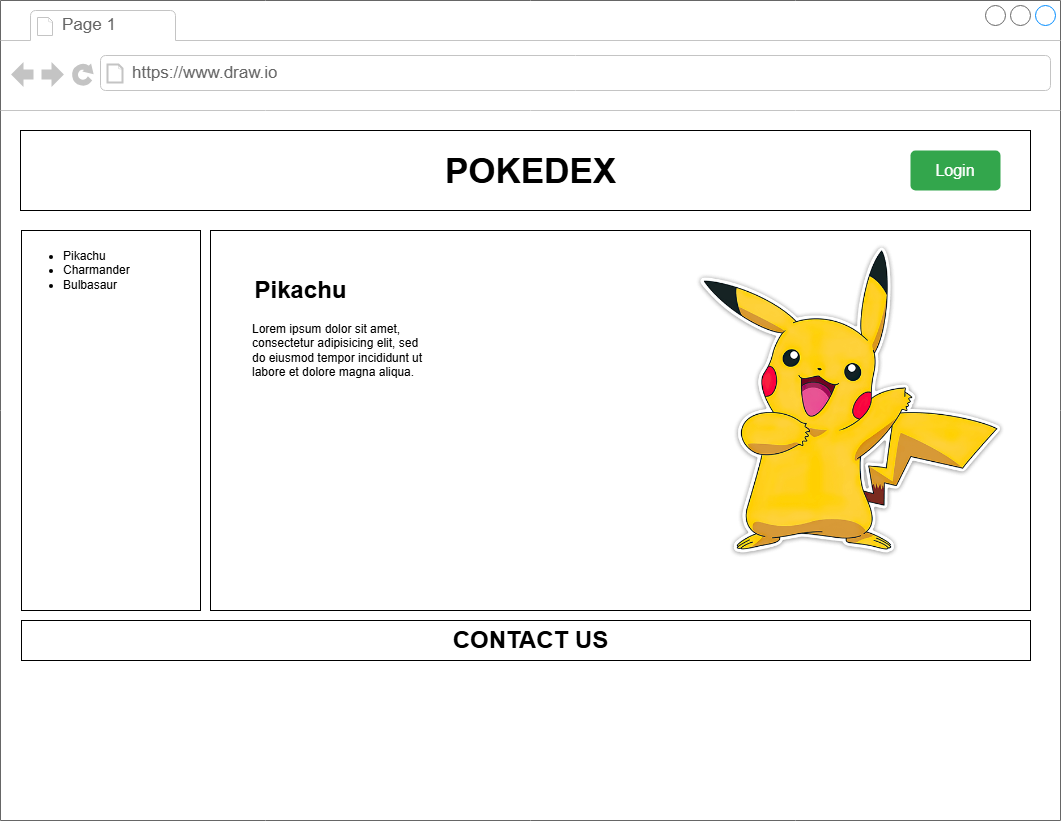 Page 1
https://www.draw.io
POKEDEX
Login
Pikachu
Charmander
Bulbasaur
Pikachu
Lorem ipsum dolor sit amet,
consectetur adipisicing elit, sed
do eiusmod tempor incididunt ut
labore et dolore magna aliqua.
CONTACT US